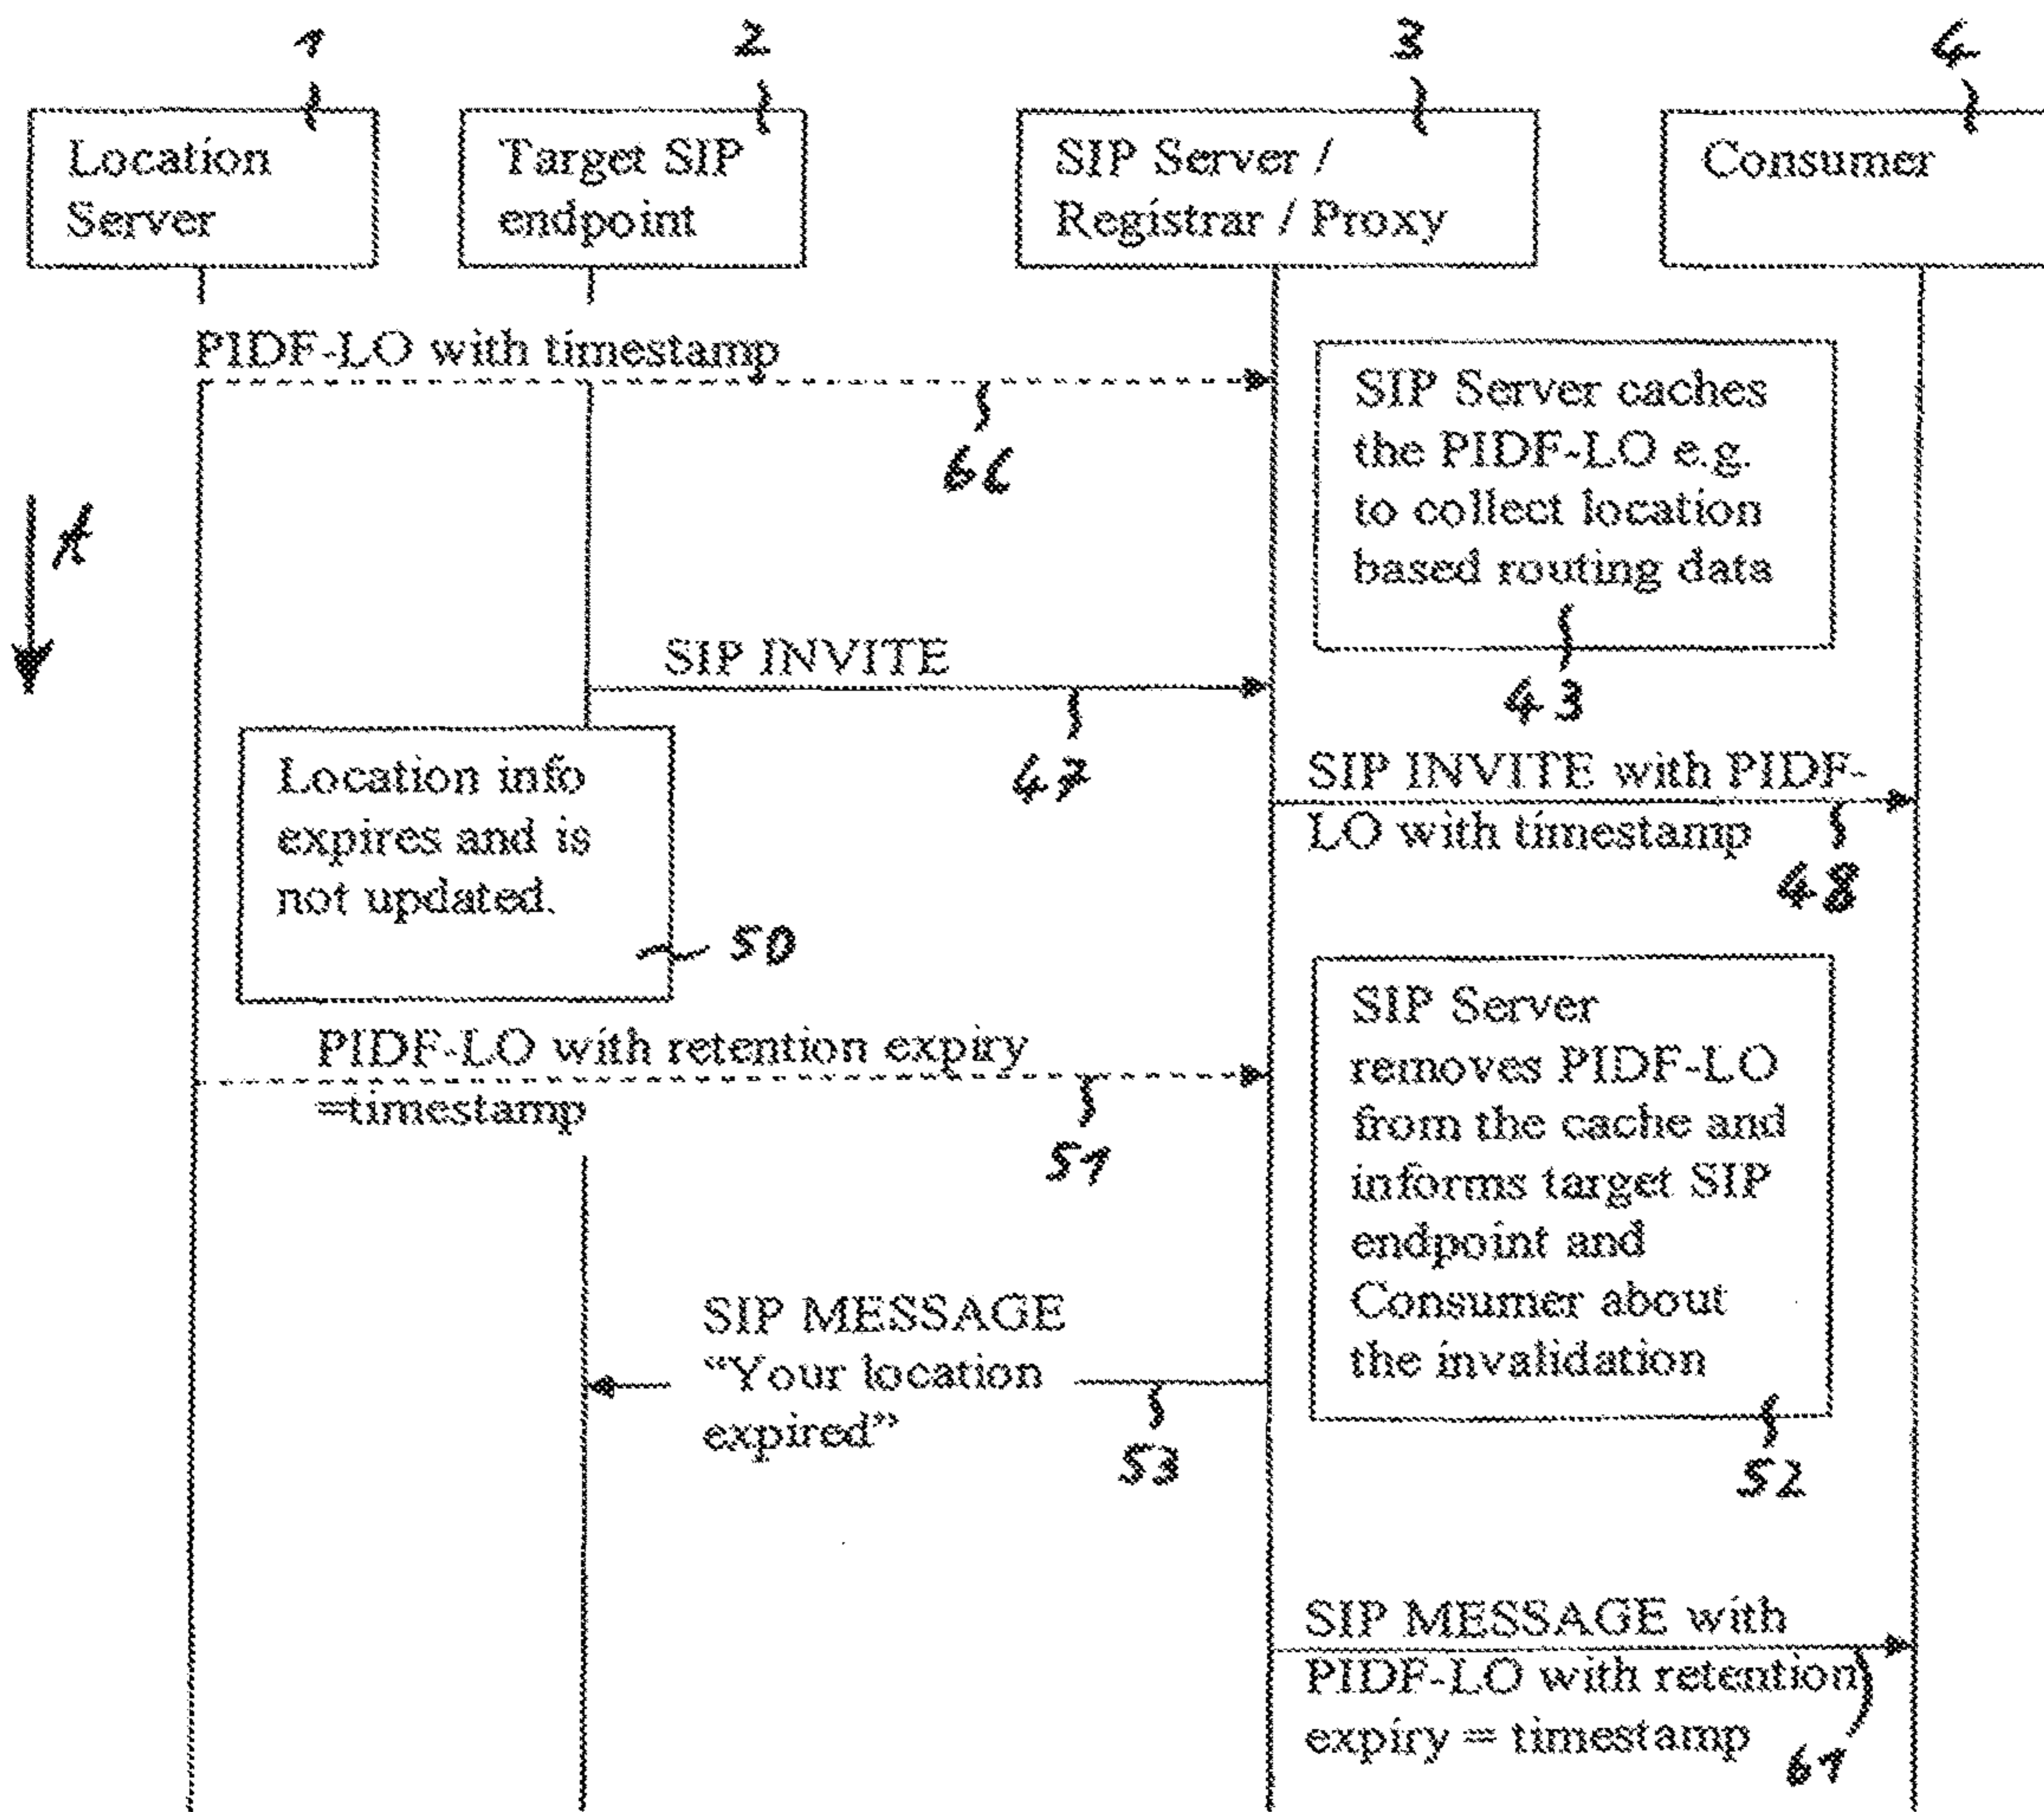 1
2
3
4
Location
Server
Target SIP
endpoint
SIP Server /
Registrar / Proxy
Consumer
PIDF-LO with timestamp
66
SIP Server caches
the PIDF-LO e.g.
to collect location
based routing data
43
t
SIP INVITE
47
SIP INVITE with PIDF-
LO with timestamp
48
Location info
expires and is
not updated.
50
PIDF-LO with retention expiry
=timestamp
51
SIP Server
removes PIDF-LO
from the cache and
informs target SIP
endpoint and
Consumer about
the invalidation
52
SIP MESSAGE
“Your location
expired”
53
SIP MESSAGE with
PIDF-LO with retention
expiry = timestamp
61